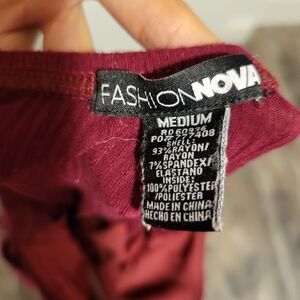 FASHIONNOVA
MEDIUM
SHELL:
93%RAYON/
RAYON
7%SPANDEX/
ELASTANO
INSIDE:
100%POLYESTER
/POLIESTER
MADE IN CHINA/
HECHO EN CHINA